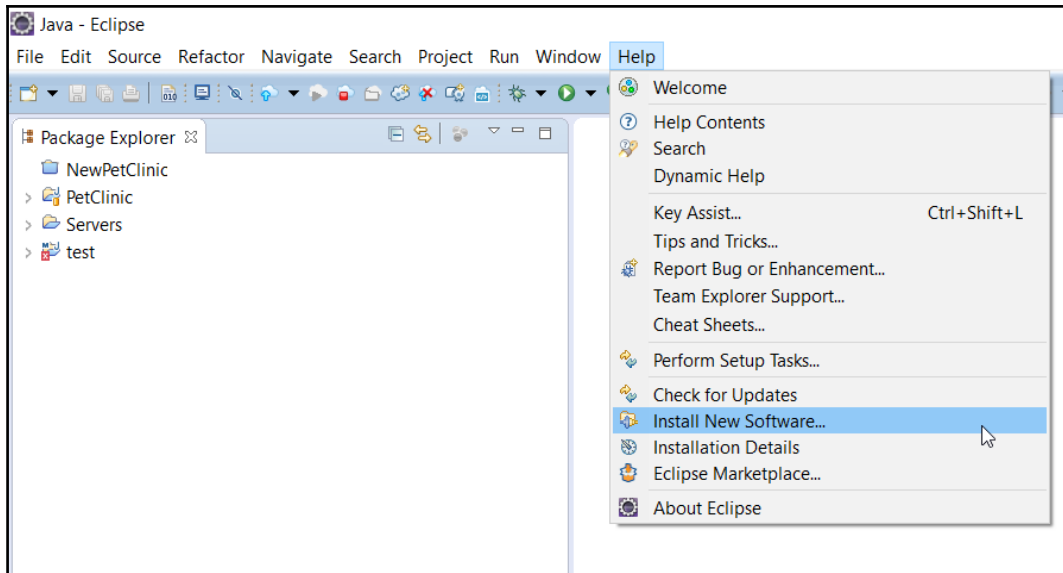 Java - Eclipse
File Edit Source Refactor Navigate Search Project Run Window Help
Package Explorer
NewPetClinic
PetClinic
Servers
test
Welcome
Help Contents
Search
Dynamic Help
Key Assist... Ctrl+Shift+L
Tips and Tricks...
Report Bug or Enhancement...
Team Explorer Support...
Cheat Sheets...
Perform Setup Tasks...
Check for Updates
Install New Software...
Installation Details
Eclipse Marketplace...
About Eclipse